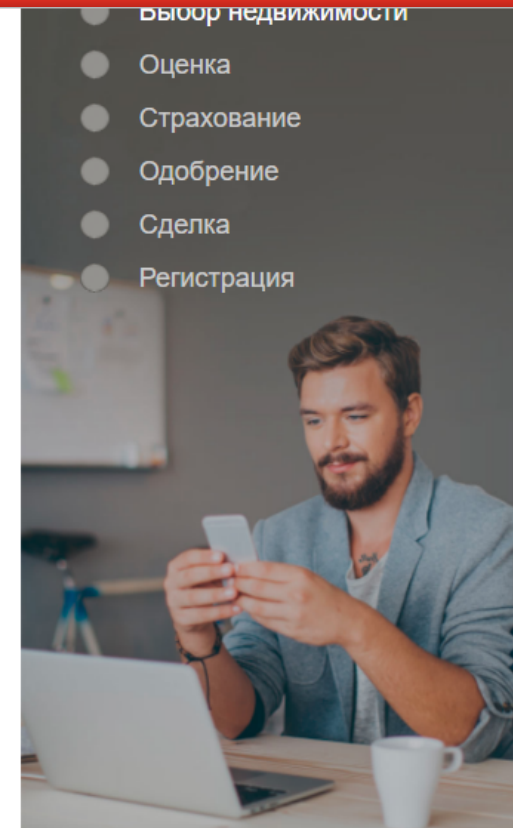 Выбор недвижимости
Оценка
Страхование
Одобрение
Сделка
Регистрация